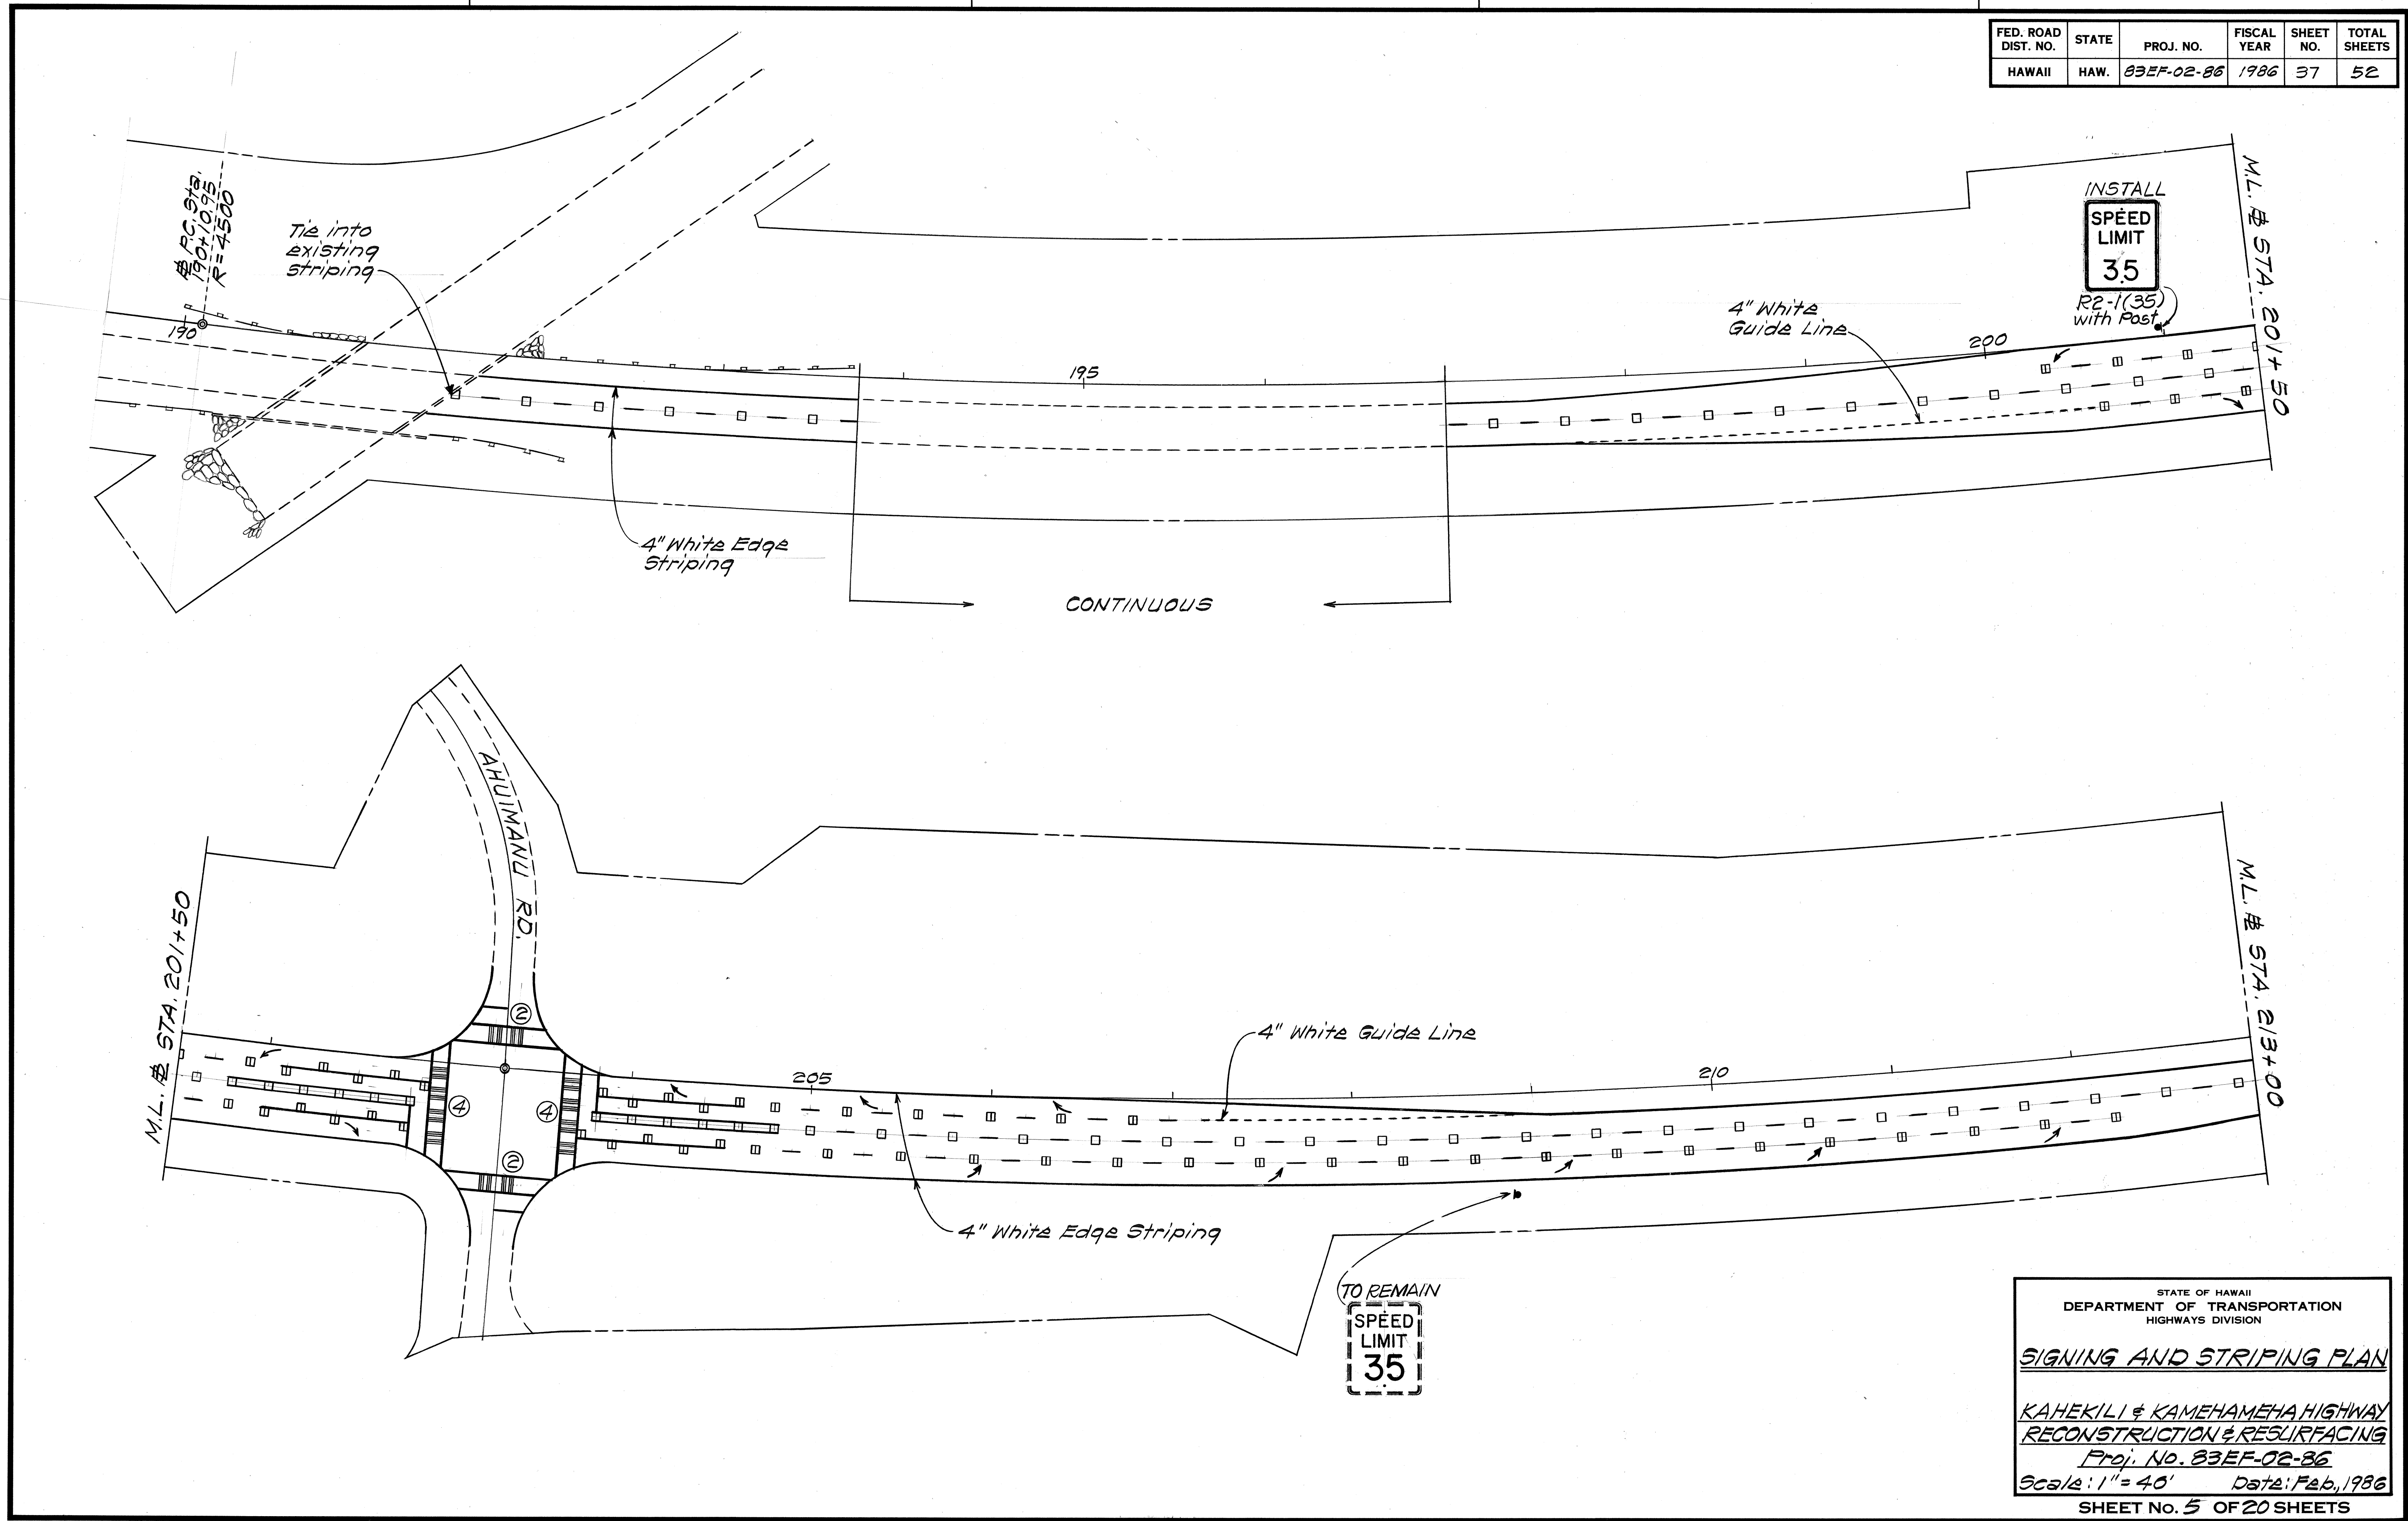 FED. ROAD DIST. NO. STATE PROJ. NO. FISCAL YEAR SHEET NO. TOTAL SHEETS
HAWAII HAW. 83EF-02-86 1986 37 52
P.C. Sta.
190+10.95
R=4500
190
Tie into
existing
striping
4" White Edge
Striping
195
CONTINUOUS
4" White
Guide Line
200
INSTALL
SPEED
LIMIT
35
R2-1(35)
with Post
M.L. ℄ STA. 201+50
M.L. ℄ STA. 201+50
AHUIMANU RD.
2
4
4
2
205
4" White Guide Line
210
4" White Edge Striping
TO REMAIN
SPEED
LIMIT
35
M.L. ℄ STA. 213+00
STATE OF HAWAII
DEPARTMENT OF TRANSPORTATION
HIGHWAYS DIVISION
SIGNING AND STRIPING PLAN
KAHEKILI & KAMEHAMEHA HIGHWAY
RECONSTRUCTION & RESURFACING
Proj. No. 83EF-02-86
Scale: 1" = 40' Date: Feb., 1986
SHEET No. 5 OF 20 SHEETS